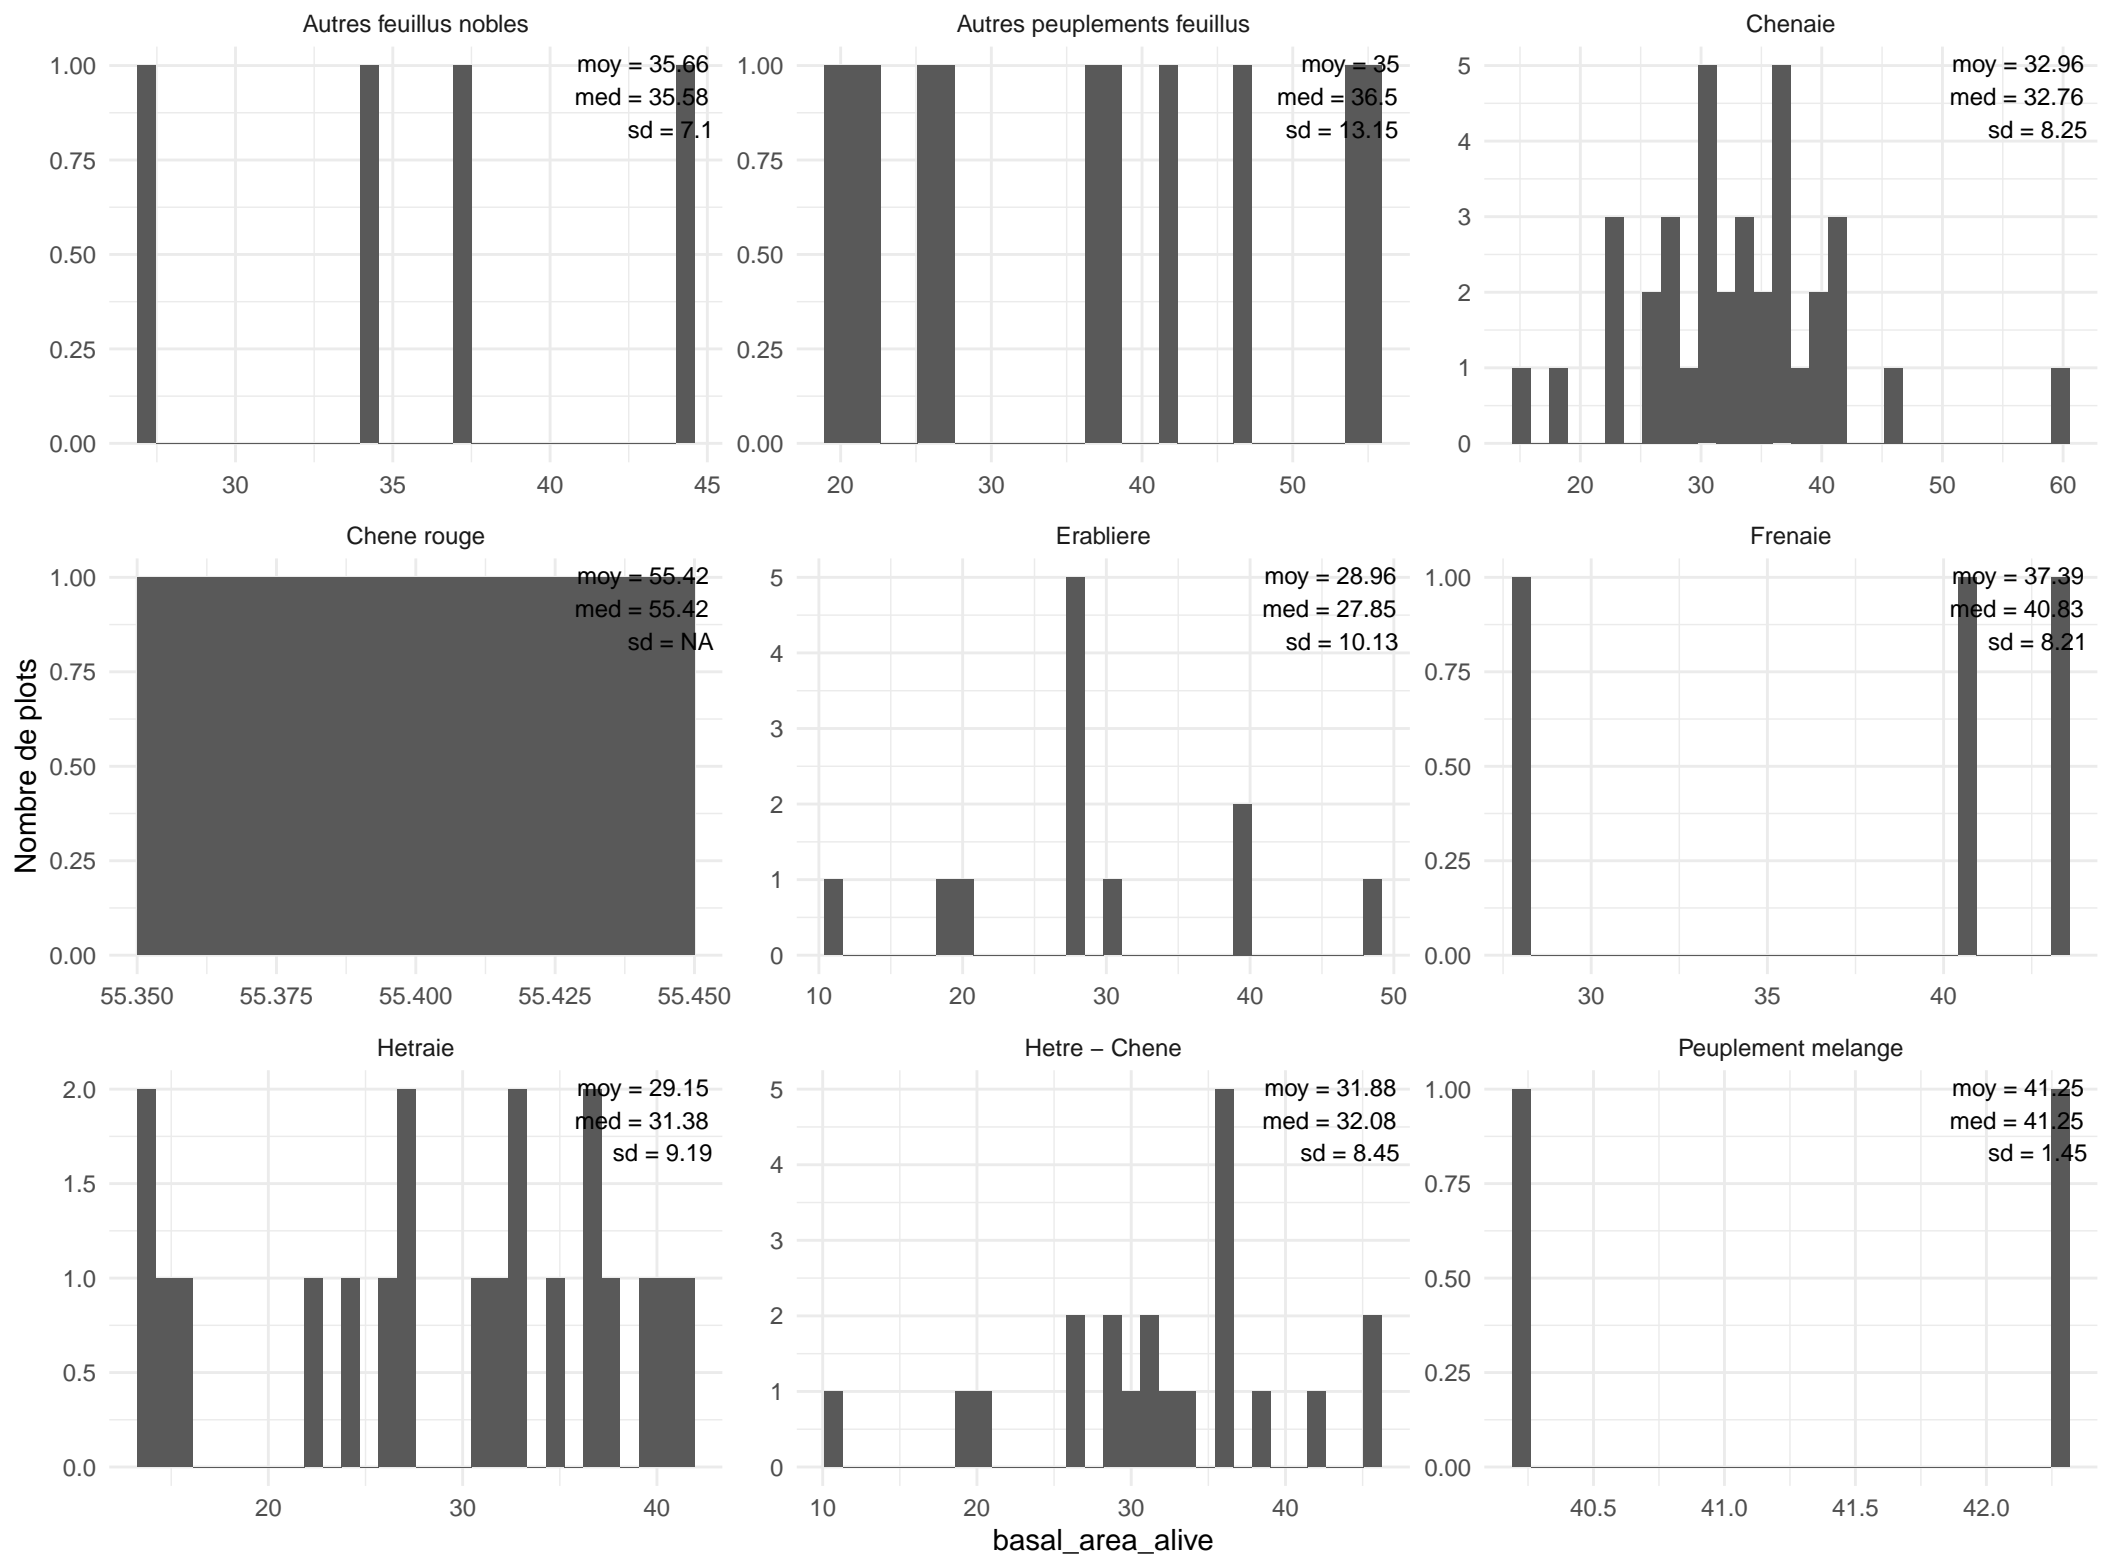 Autres feuillus nobles
Autres peuplements feuillus
Chenaie
moy = 35.66
med = 35.58
sd = 7.1
1.00
0.75
0.50
0.25
0.00
30 35 40 45
moy = 35
med = 36.5
sd = 13.15
1.00
0.75
0.50
0.25
0.00
20 30 40 50
moy = 32.96
med = 32.76
sd = 8.25
5
4
3
2
1
0
20 30 40 50 60
Chene rouge
Erabliere
Frenaie
moy = 55.42
med = 55.42
sd = NA
1.00
0.75
0.50
0.25
0.00
55.350 55.375 55.400 55.425 55.450
moy = 28.96
med = 27.85
sd = 10.13
5
4
3
2
1
0
10 20 30 40 50
moy = 37.39
med = 40.83
sd = 8.21
1.00
0.75
0.50
0.25
0.00
30 35 40
Hetraie
Hetre − Chene
Peuplement melange
moy = 29.15
med = 31.38
sd = 9.19
2.0
1.5
1.0
0.5
0.0
20 30 40
moy = 31.88
med = 32.08
sd = 8.45
5
4
3
2
1
0
10 20 30 40
moy = 41.25
med = 41.25
sd = 1.45
1.00
0.75
0.50
0.25
0.00
40.5 41.0 41.5 42.0
Nombre de plots
basal_area_alive